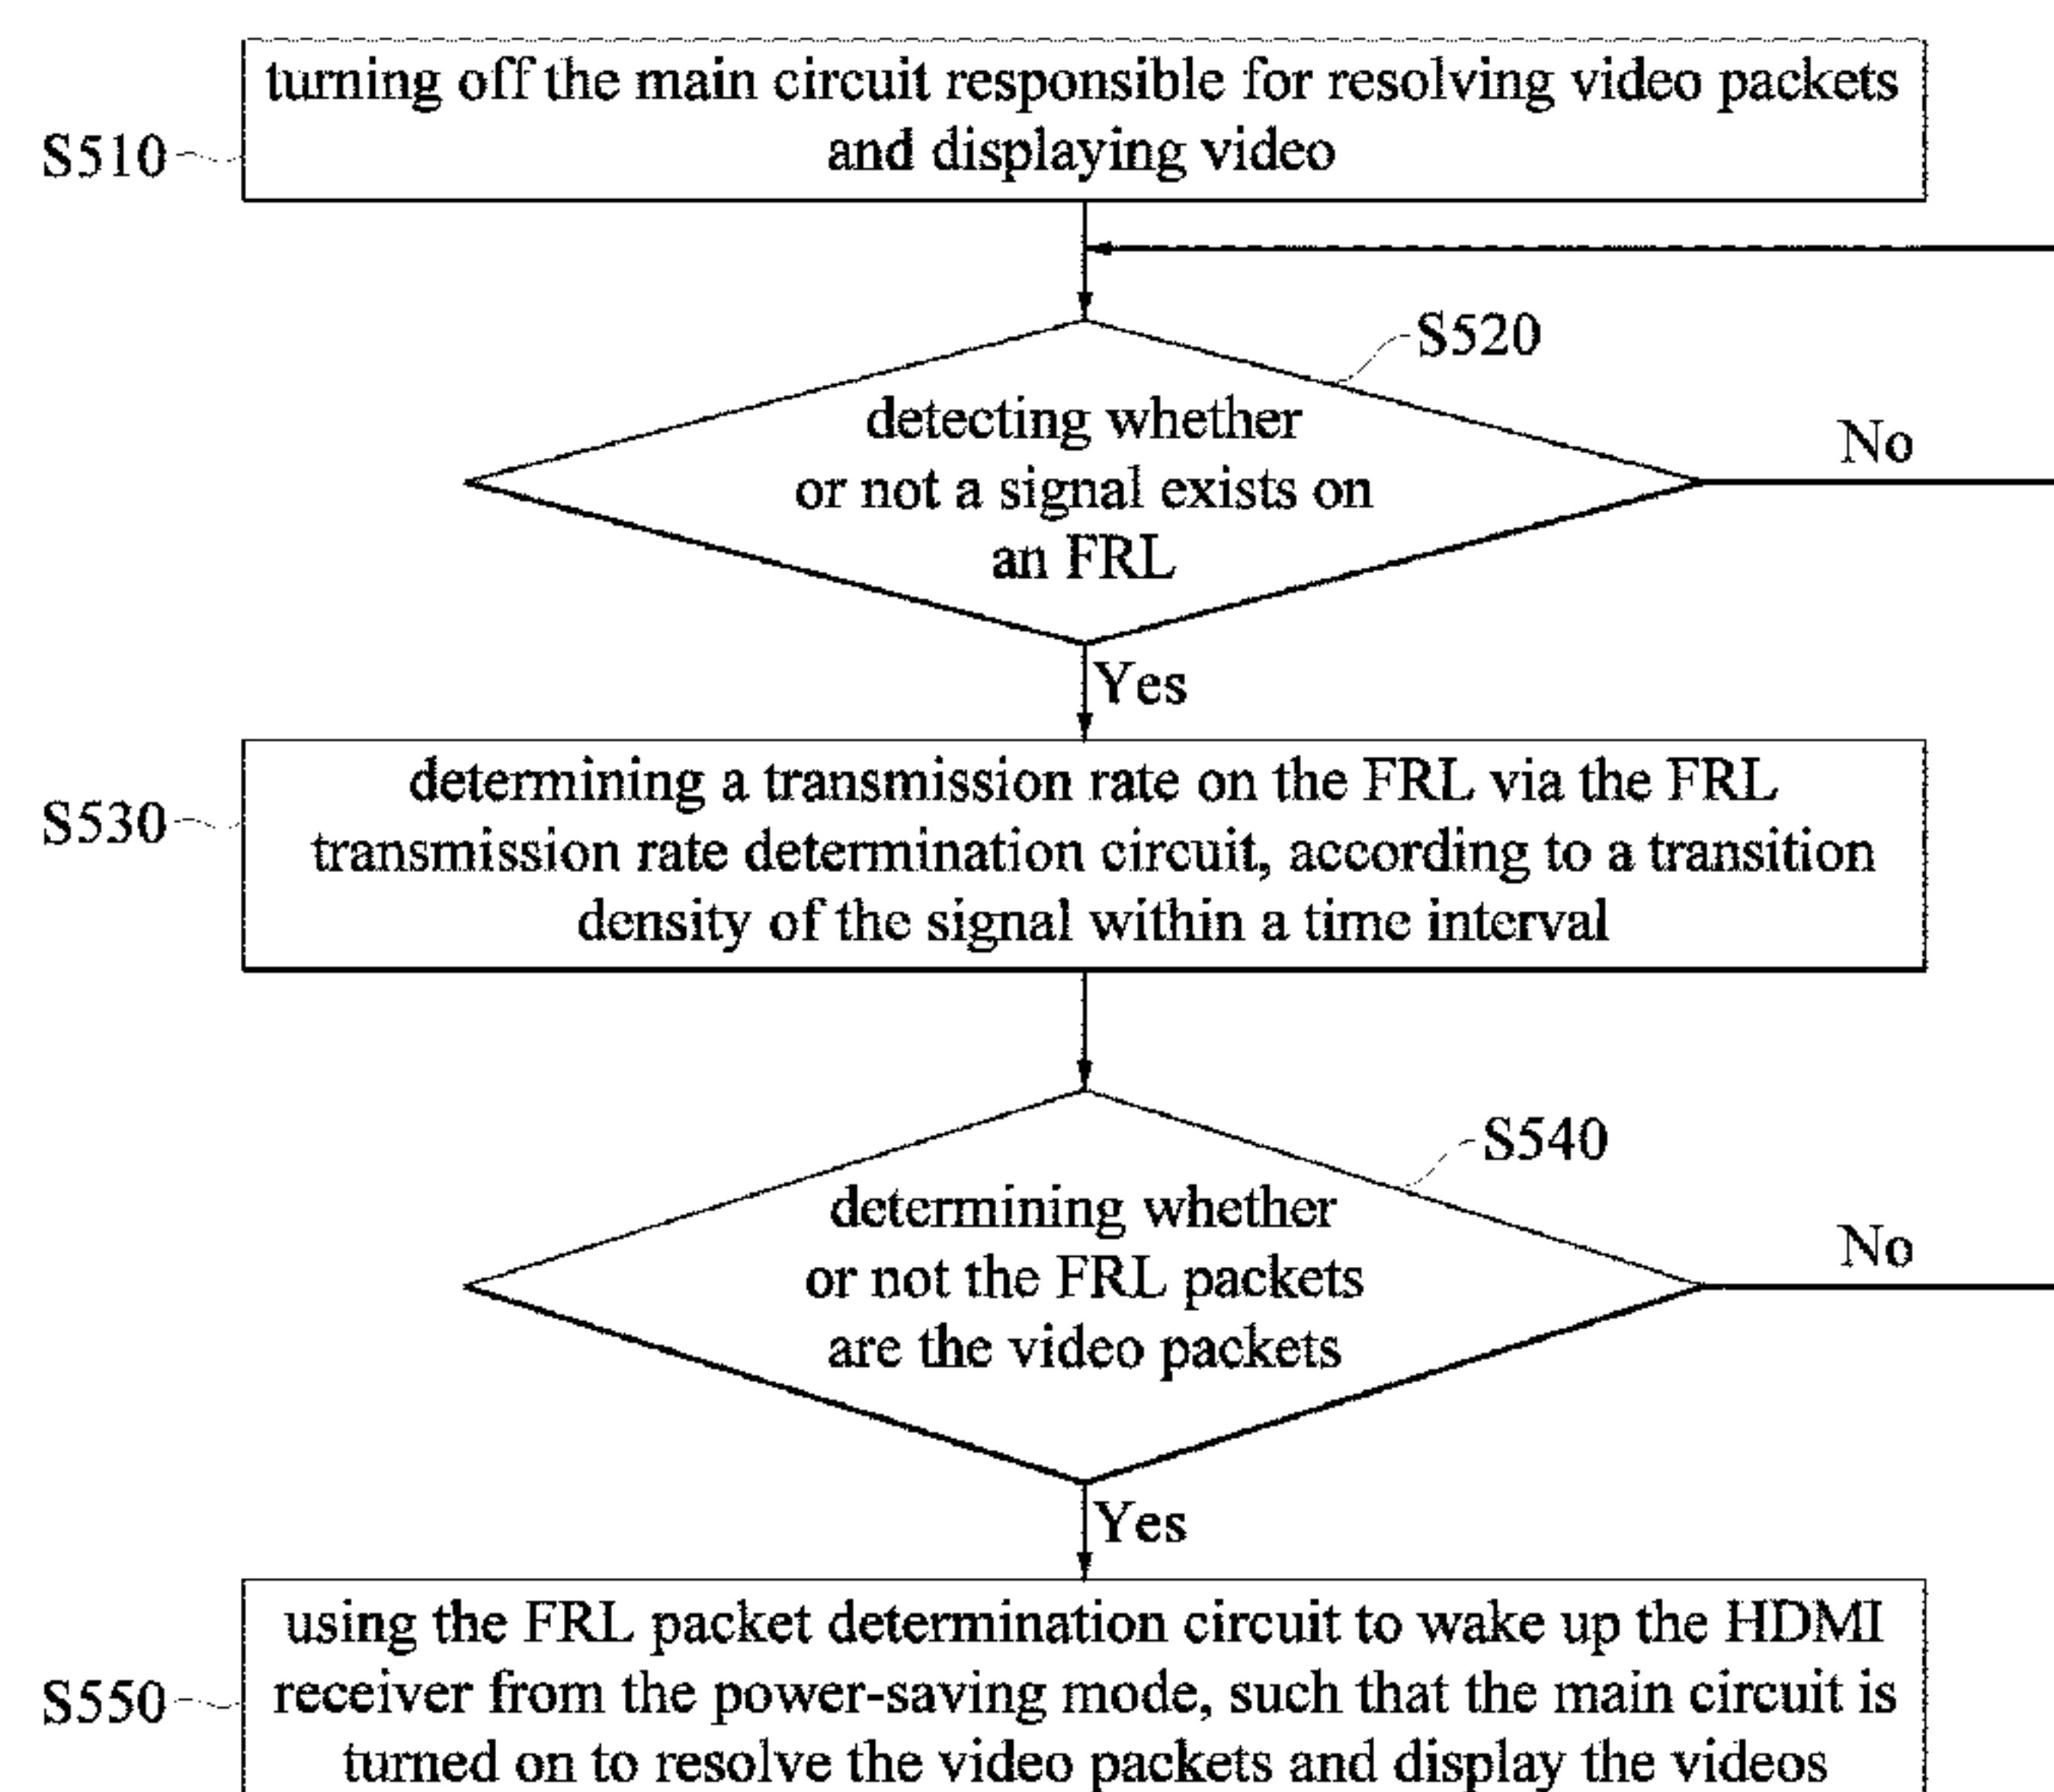 turning off the main circuit responsible for resolving video packets
and displaying video
S510
S520
detecting whether
or not a signal exists on
an FRL
No
Yes
determining a transmission rate on the FRL via the FRL
transmission rate determination circuit, according to a transition
density of the signal within a time interval
S530
S540
determining whether
or not the FRL packets
are the video packets
No
Yes
using the FRL packet determination circuit to wake up the HDMI
receiver from the power-saving mode, such that the main circuit is
turned on to resolve the video packets and display the videos
S550